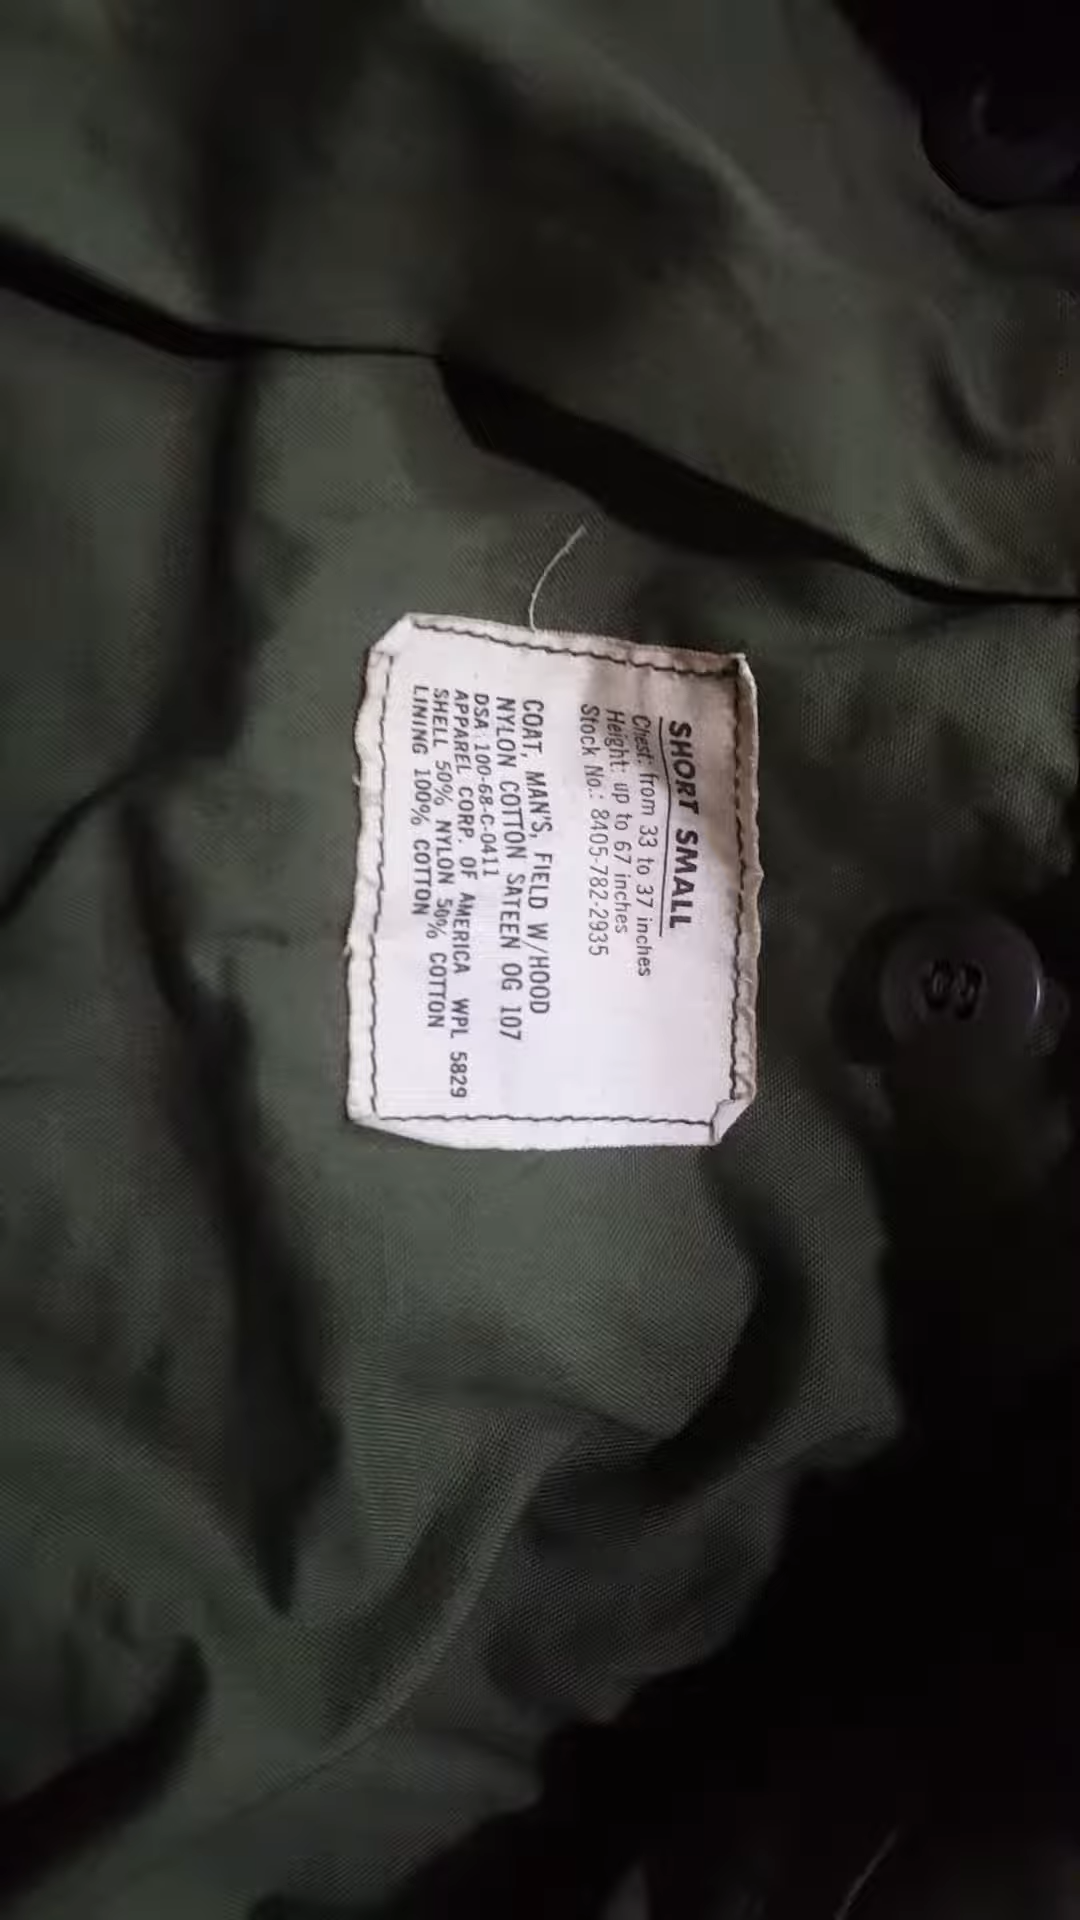 SHORT SMALL
Chest: from 33 to 37 inches
Height: up to 67 inches
Stock No.: 8405-782-2935
COAT, MAN'S, FIELD W/HOOD
NYLON COTTON SATEEN OG 107
DSA 100-68-C-0411
APPAREL CORP. OF AMERICA WPL 5829
SHELL 50% NYLON 50% COTTON
LINING 100% COTTON